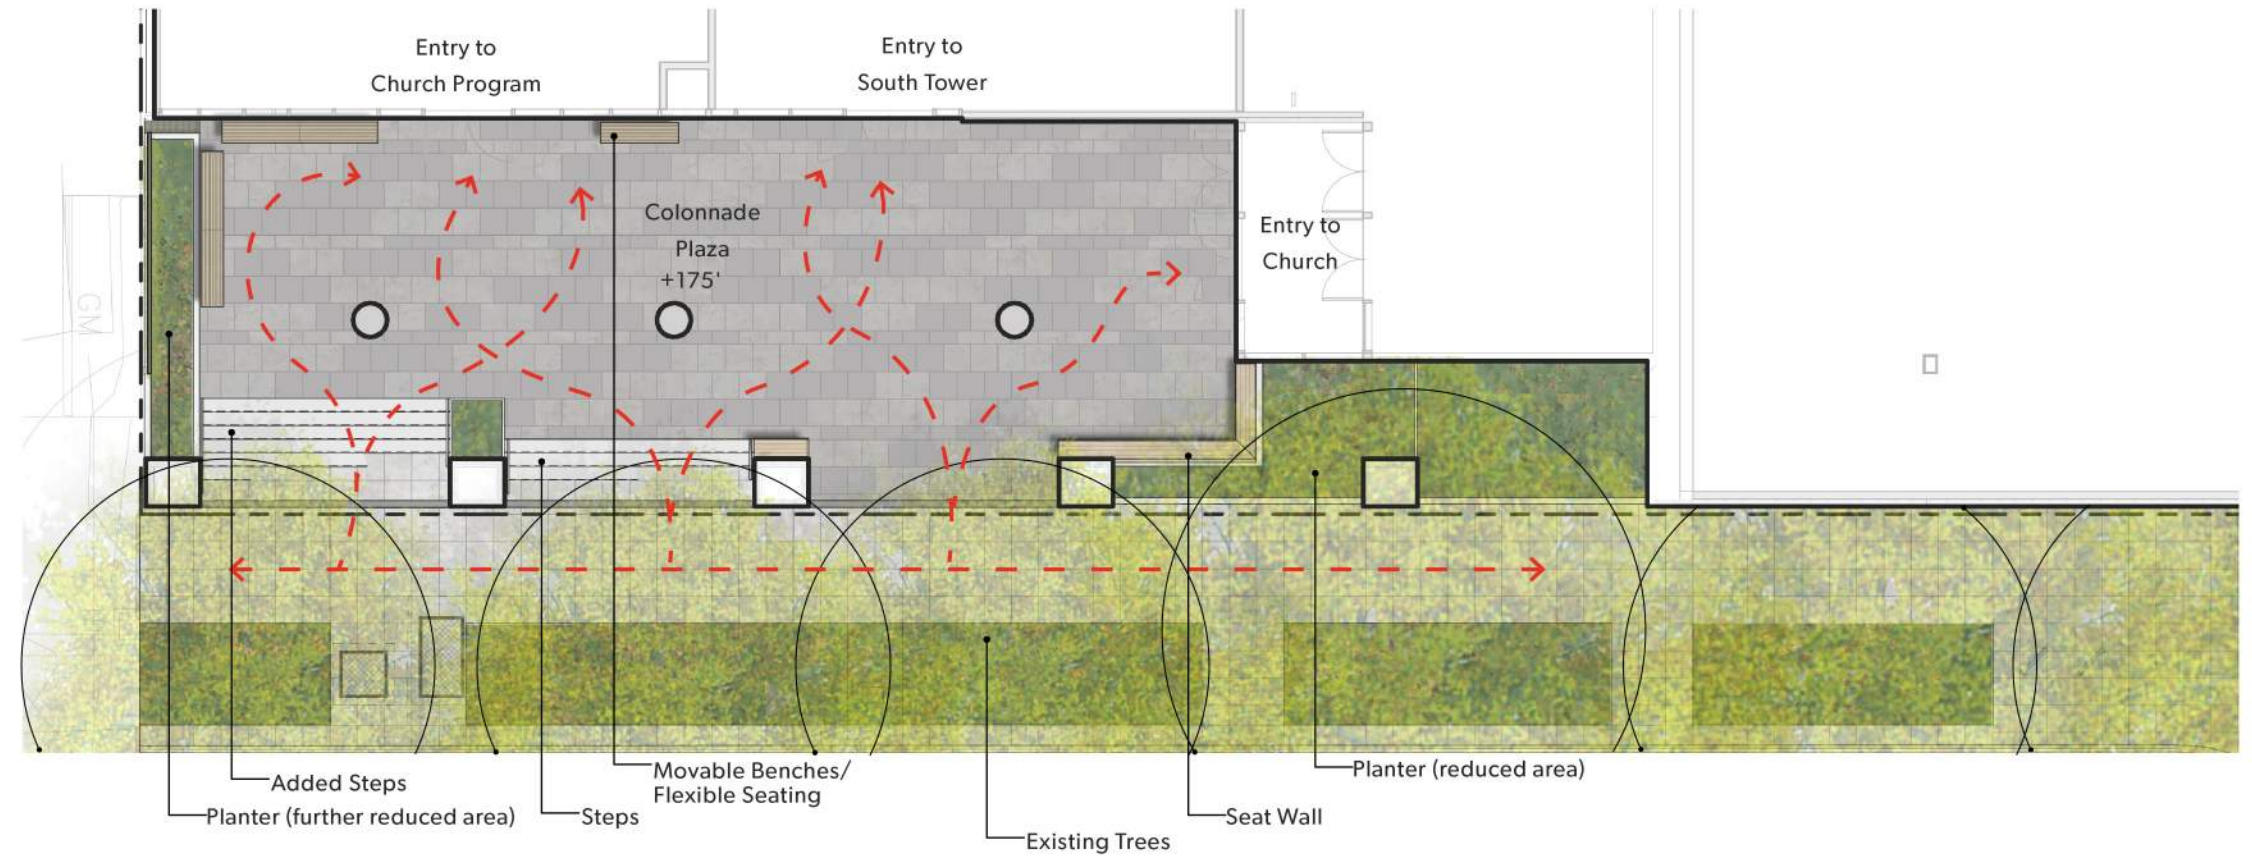 Entry to
Church Program
Entry to
South Tower
Colonnade
Plaza
+175'
Entry to
Church
GM
Added Steps
Planter (further reduced area)
Steps
Movable Benches/
Flexible Seating
Existing Trees
Seat Wall
Planter (reduced area)